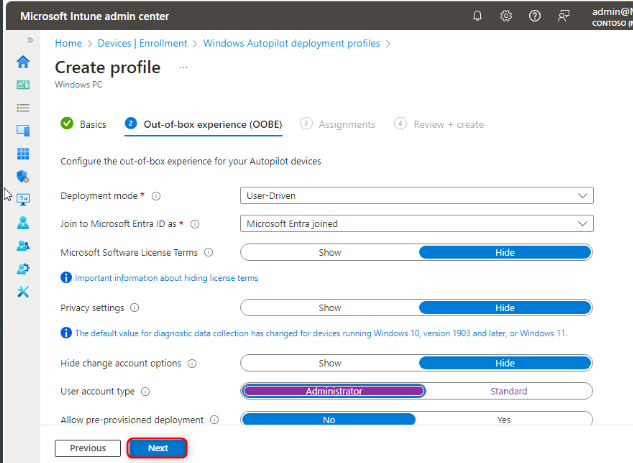 Microsoft Intune admin center
admin@M
CONTOSO (MICROSOFT
Home > Devices | Enrollment > Windows Autopilot deployment profiles >
Create profile ...
Windows PC
Basics
2 Out-of-box experience (OOBE)
3 Assignments
4 Review + create
Configure the out-of-box experience for your Autopilot devices
Deployment mode * User-Driven
Join to Microsoft Entra ID as * Microsoft Entra joined
Microsoft Software License Terms Show Hide
Important information about hiding license terms
Privacy settings Show Hide
The default value for diagnostic data collection has changed for devices running Windows 10, version 1903 and later, or Windows 11.
Hide change account options Show Hide
User account type Administrator Standard
Allow pre-provisioned deployment No Yes
Previous Next